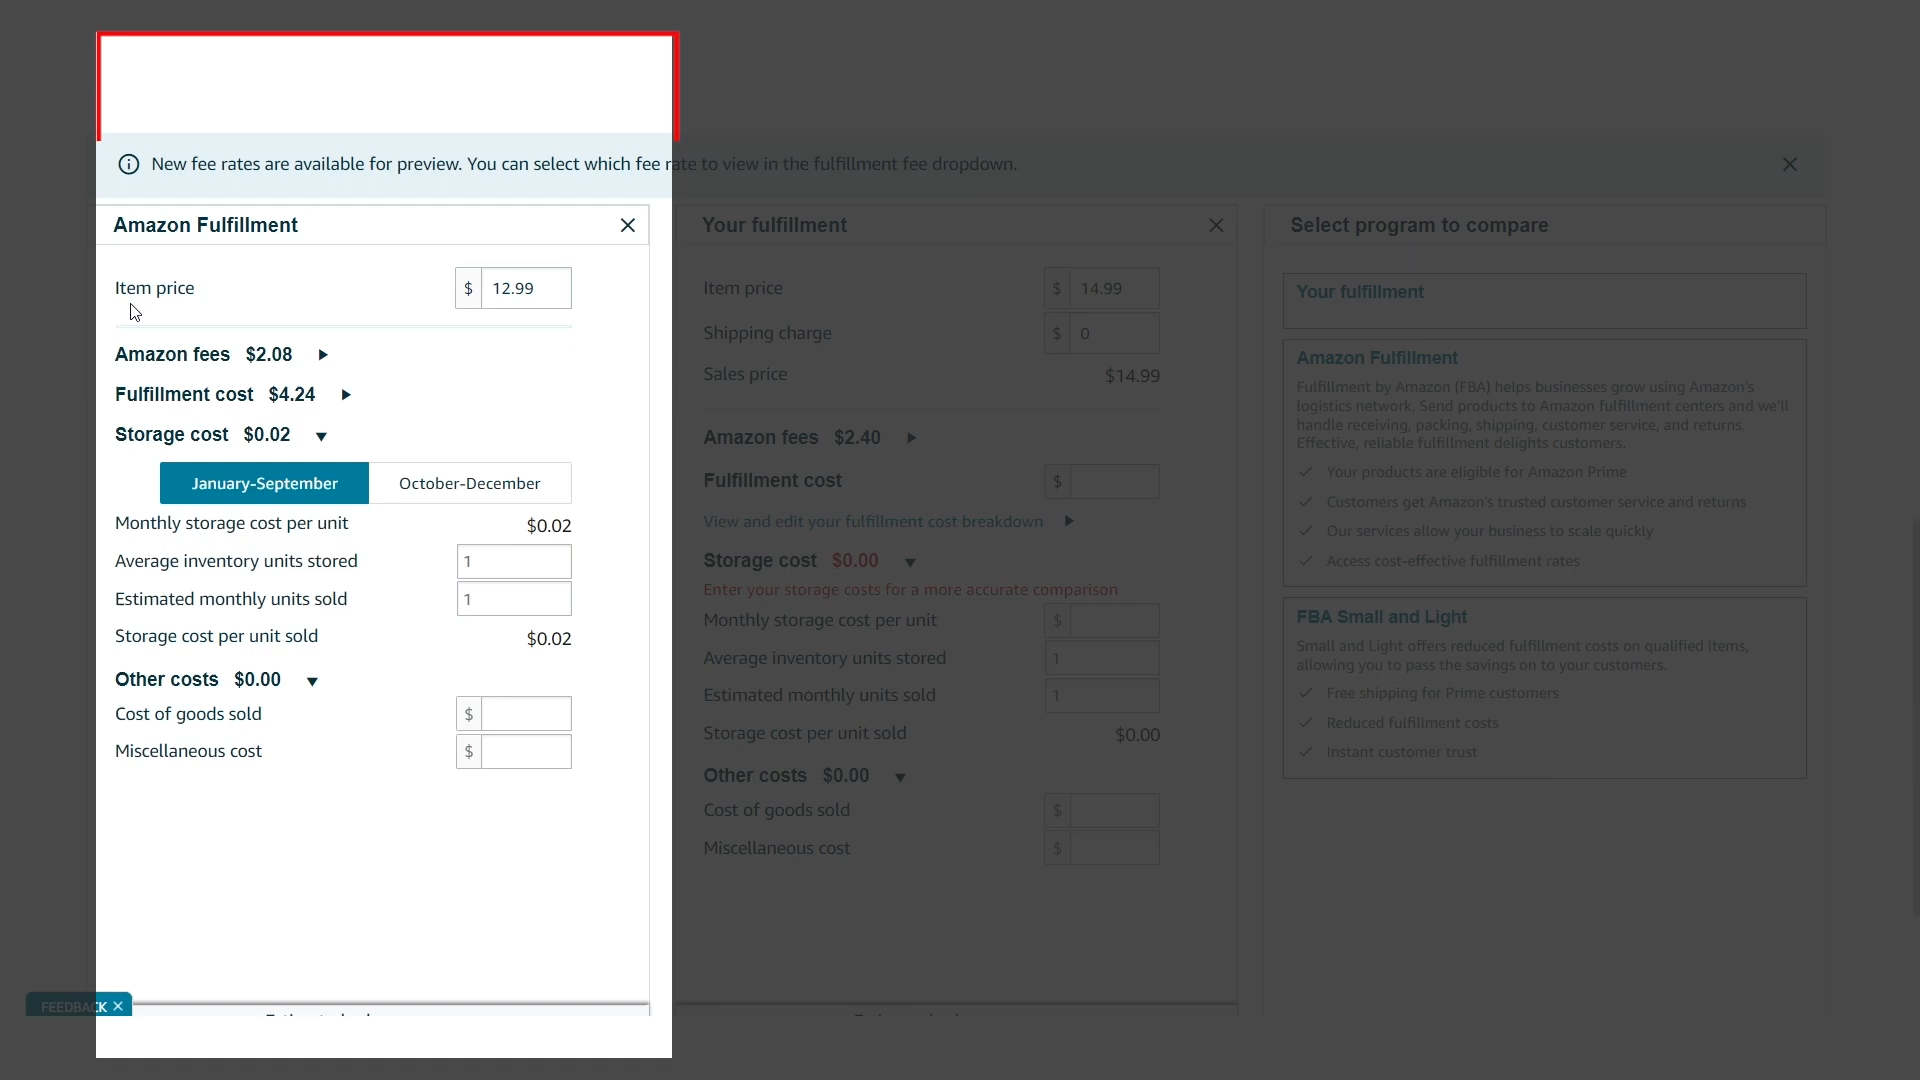 New fee rates are available for preview. You can select which fee rate to view in the fulfillment fee dropdown.
Amazon Fulfillment
Item price
$ 12.99
Amazon fees $2.08
Fulfillment cost $4.24
Storage cost $0.02
January-September October-December
Monthly storage cost per unit $0.02
Average inventory units stored 1
Estimated monthly units sold 1
Storage cost per unit sold $0.02
Other costs $0.00
Cost of goods sold $
Miscellaneous cost $
Your fulfillment
Item price $ 14.99
Shipping charge $ 0
Sales price $14.99
Amazon fees $2.40
Fulfillment cost $
View and edit your fulfillment cost breakdown
Storage cost $0.00
Enter your storage costs for a more accurate comparison
Monthly storage cost per unit $
Average inventory units stored 1
Estimated monthly units sold 1
Storage cost per unit sold $0.00
Other costs $0.00
Cost of goods sold $
Miscellaneous cost $
Select program to compare
Your fulfillment
Amazon Fulfillment
Fulfillment by Amazon (FBA) helps businesses grow using Amazon's
logistics network. Send products to Amazon fulfillment centers and we'll
handle receiving, packing, shipping, customer service, and returns.
Effective, reliable fulfillment delights customers.
Your products are eligible for Amazon Prime
Customers get Amazon's trusted customer service and returns
Our services allow your business to scale quickly
Access cost-effective fulfillment rates
FBA Small and Light
Small and Light offers reduced fulfillment costs on qualified items,
allowing you to pass the savings on to your customers.
Free shipping for Prime customers
Reduced fulfillment costs
Instant customer trust
FEEDBACK